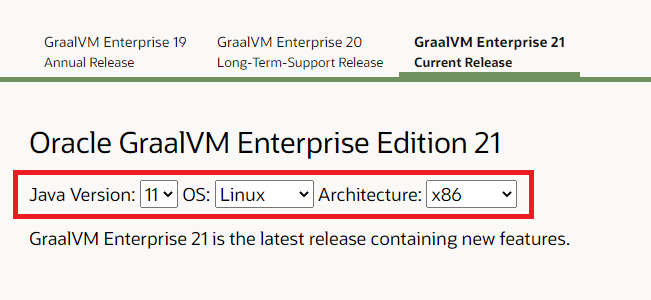 GraalVM Enterprise 19 GraalVM Enterprise 20 GraalVM Enterprise 21
Annual Release Long-Term-Support Release Current Release
Oracle GraalVM Enterprise Edition 21
Java Version: 11 OS: Linux Architecture: x86
GraalVM Enterprise 21 is the latest release containing new features.